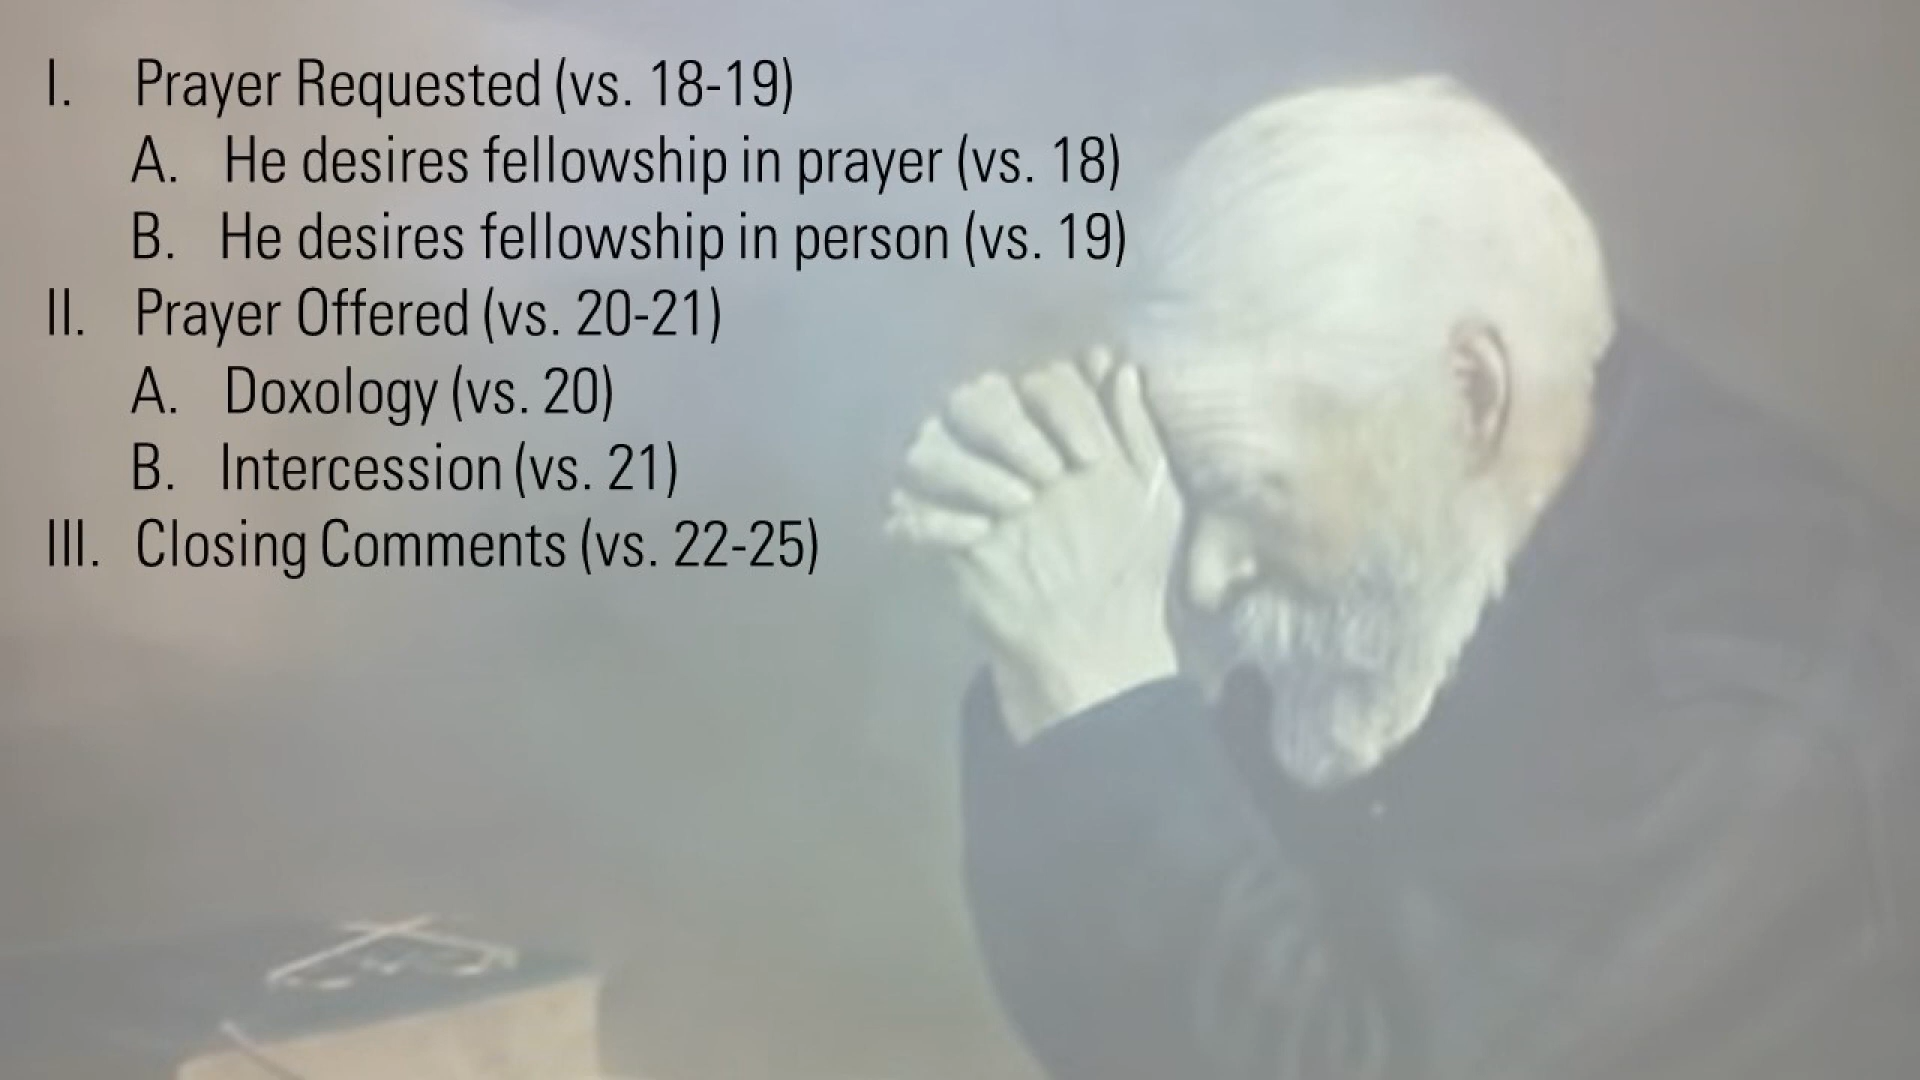 I. Prayer Requested (vs. 18-19)
A. He desires fellowship in prayer (vs. 18)
B. He desires fellowship in person (vs. 19)
II. Prayer Offered (vs. 20-21)
A. Doxology (vs. 20)
B. Intercession (vs. 21)
III. Closing Comments (vs. 22-25)